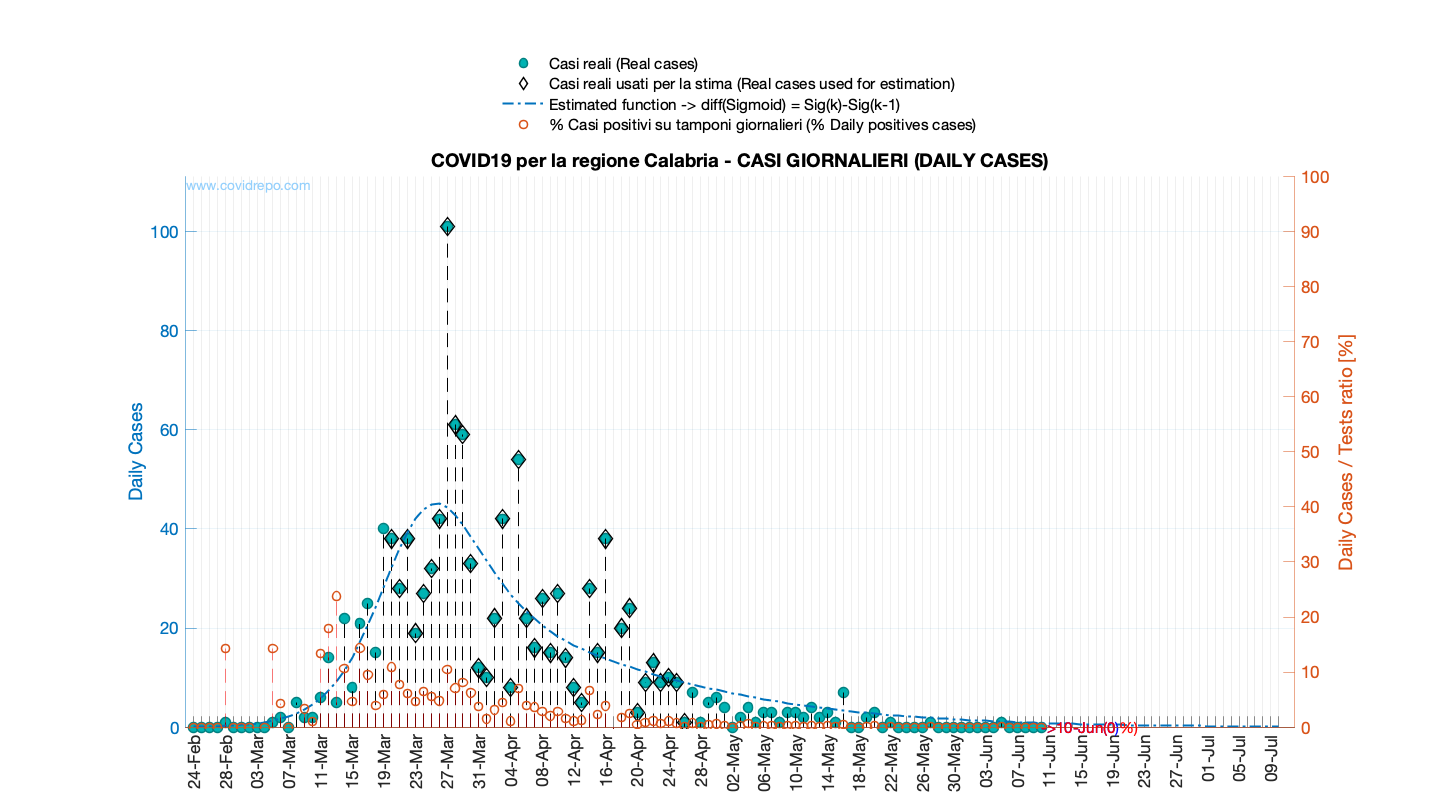 Casi reali (Real cases)
Casi reali usati per la stima (Real cases used for estimation)
Estimated function -> diff(Sigmoid) = Sig(k)-Sig(k-1)
% Casi positivi su tamponi giornalieri (% Daily positives cases)
COVID19 per la regione Calabria - CASI GIORNALIERI (DAILY CASES)
www.covidrepo.com
Daily Cases
100
80
60
40
20
0
100
90
80
70
60
50
40
30
20
10
0
Daily Cases / Tests ratio [%]
->10-Jun(0)(%)
24-Feb
28-Feb
03-Mar
07-Mar
11-Mar
15-Mar
19-Mar
23-Mar
27-Mar
31-Mar
04-Apr
08-Apr
12-Apr
16-Apr
20-Apr
24-Apr
28-Apr
02-May
06-May
10-May
14-May
18-May
22-May
26-May
30-May
03-Jun
07-Jun
11-Jun
15-Jun
19-Jun
23-Jun
27-Jun
01-Jul
05-Jul
09-Jul